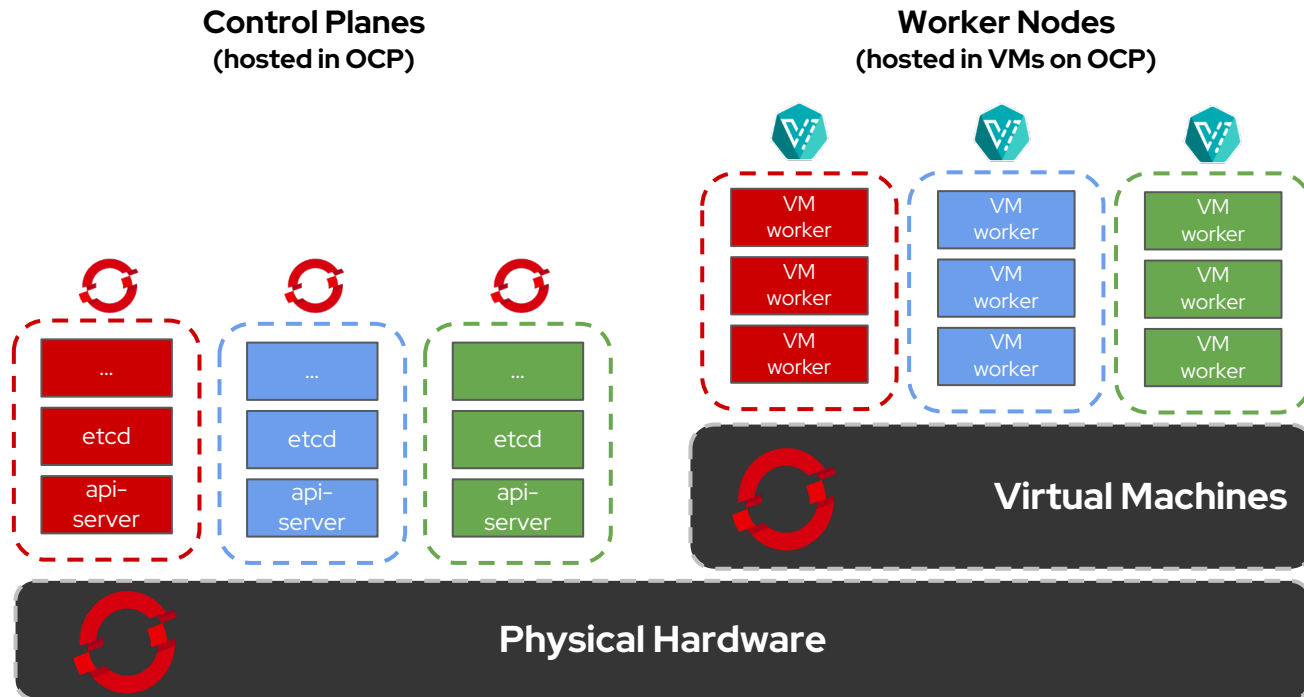 Control Planes
(hosted in OCP)
Worker Nodes
(hosted in VMs on OCP)
VM
worker
VM
worker
VM
worker
VM
worker
VM
worker
VM
worker
VM
worker
VM
worker
VM
worker
...
etcd
api-
server
...
etcd
api-
server
...
etcd
api-
server
Virtual Machines
Physical Hardware